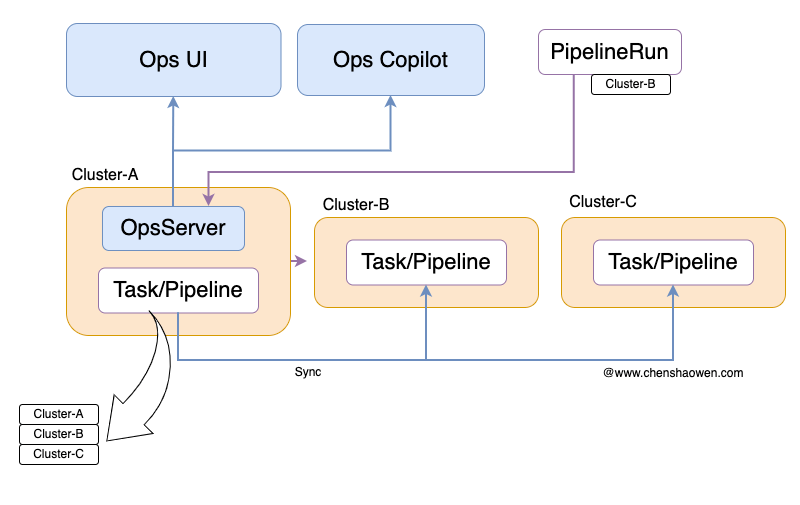 Ops UI
Ops Copilot
PipelineRun
Cluster-B
Cluster-A
OpsServer
Task/Pipeline
Cluster-B
Task/Pipeline
Cluster-C
Task/Pipeline
Sync
@www.chenshaowen.com
Cluster-A
Cluster-B
Cluster-C